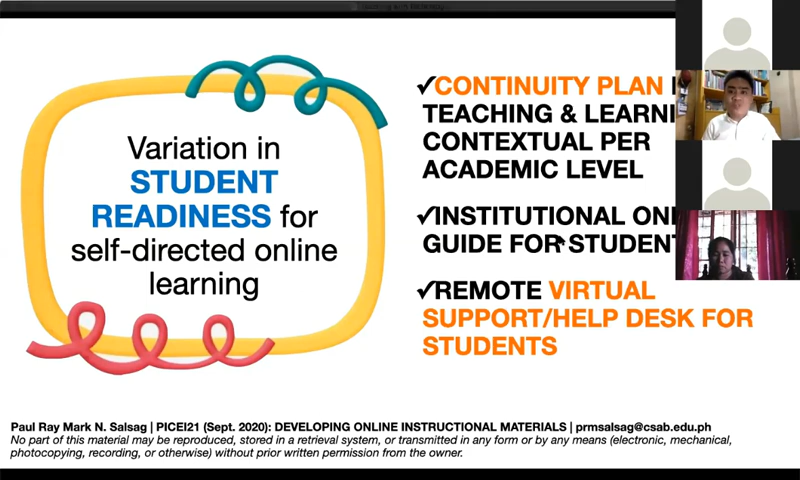 Variation in
STUDENT
READINESS for
self-directed online
learning
✓CONTINUITY PLAN
TEACHING & LEARNI
CONTEXTUAL PER
ACADEMIC LEVEL
✓INSTITUTIONAL ONL
GUIDE FOR STUDENT
✓REMOTE VIRTUAL
SUPPORT/HELP DESK FOR
STUDENTS
Paul Ray Mark N. Salsag | PICEI21 (Sept. 2020): DEVELOPING ONLINE INSTRUCTIONAL MATERIALS | prmsalsag@csab.edu.ph
No part of this material may be reproduced, stored in a retrieval system, or transmitted in any form or by any means (electronic, mechanical,
photocopying, recording, or otherwise) without prior written permission from the owner.